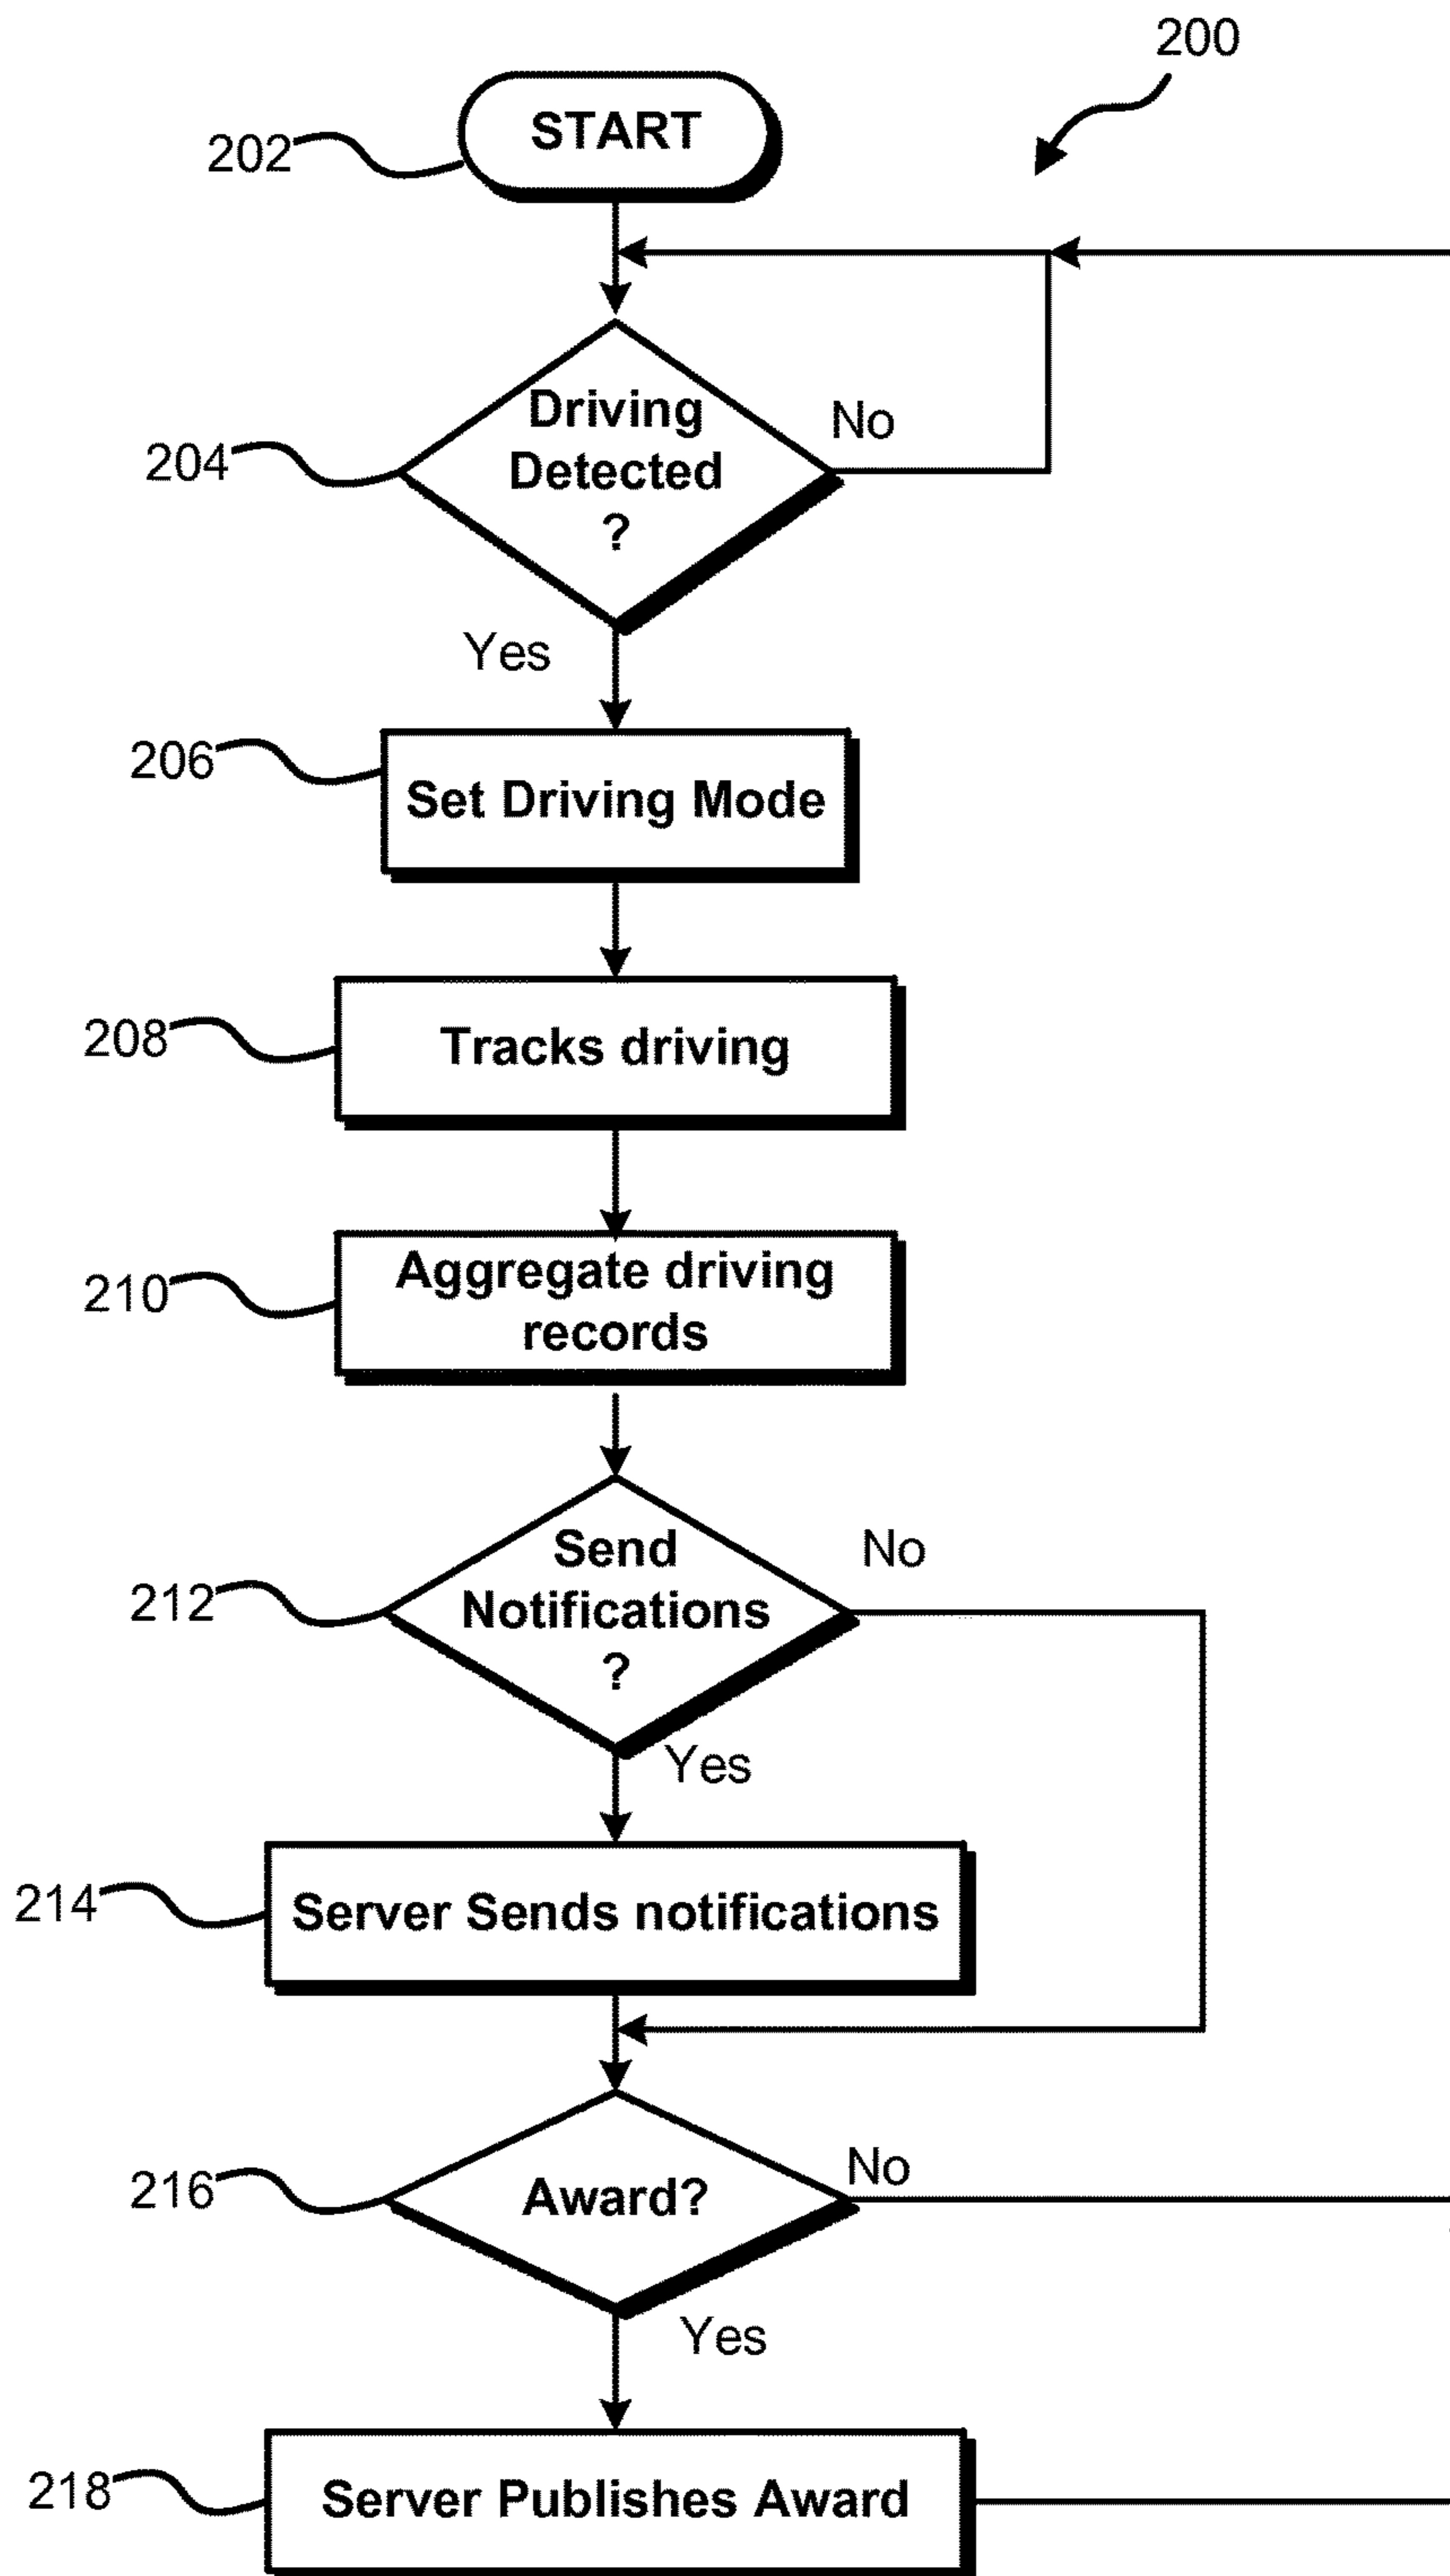 200
START
202
Driving
Detected
?
No
204
Yes
206
Set Driving Mode
208
Tracks driving
210
Aggregate driving
records
Send
Notifications
?
No
212
Yes
214
Server Sends notifications
216
Award?
No
Yes
218
Server Publishes Award